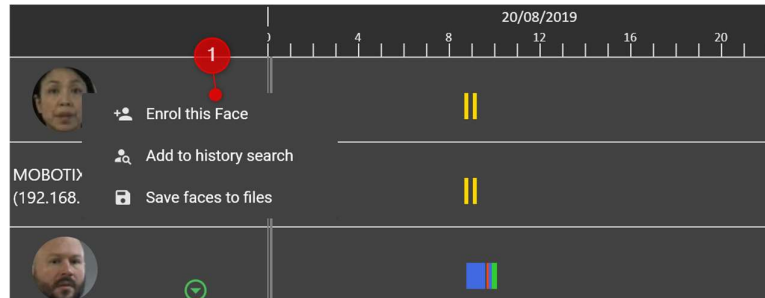 20/08/2019
0 4 8 12 16 20
1
Enrol this Face
Add to history search
MOBOTIX
(192.168.
Save faces to files